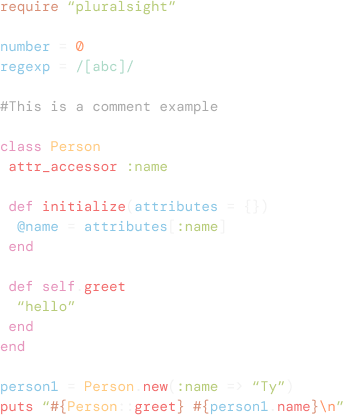 require “pluralsight”
number = 0
regexp = /[abc]/
#This is a comment example
class Person
attr_accessor :name
def initialize(attributes = {})
@name = attributes[:name]
end
def self.greet
“hello”
end
end
person1 = Person.new(:name => “Ty”)
puts “#{Person::greet} #{person1.name}\n“